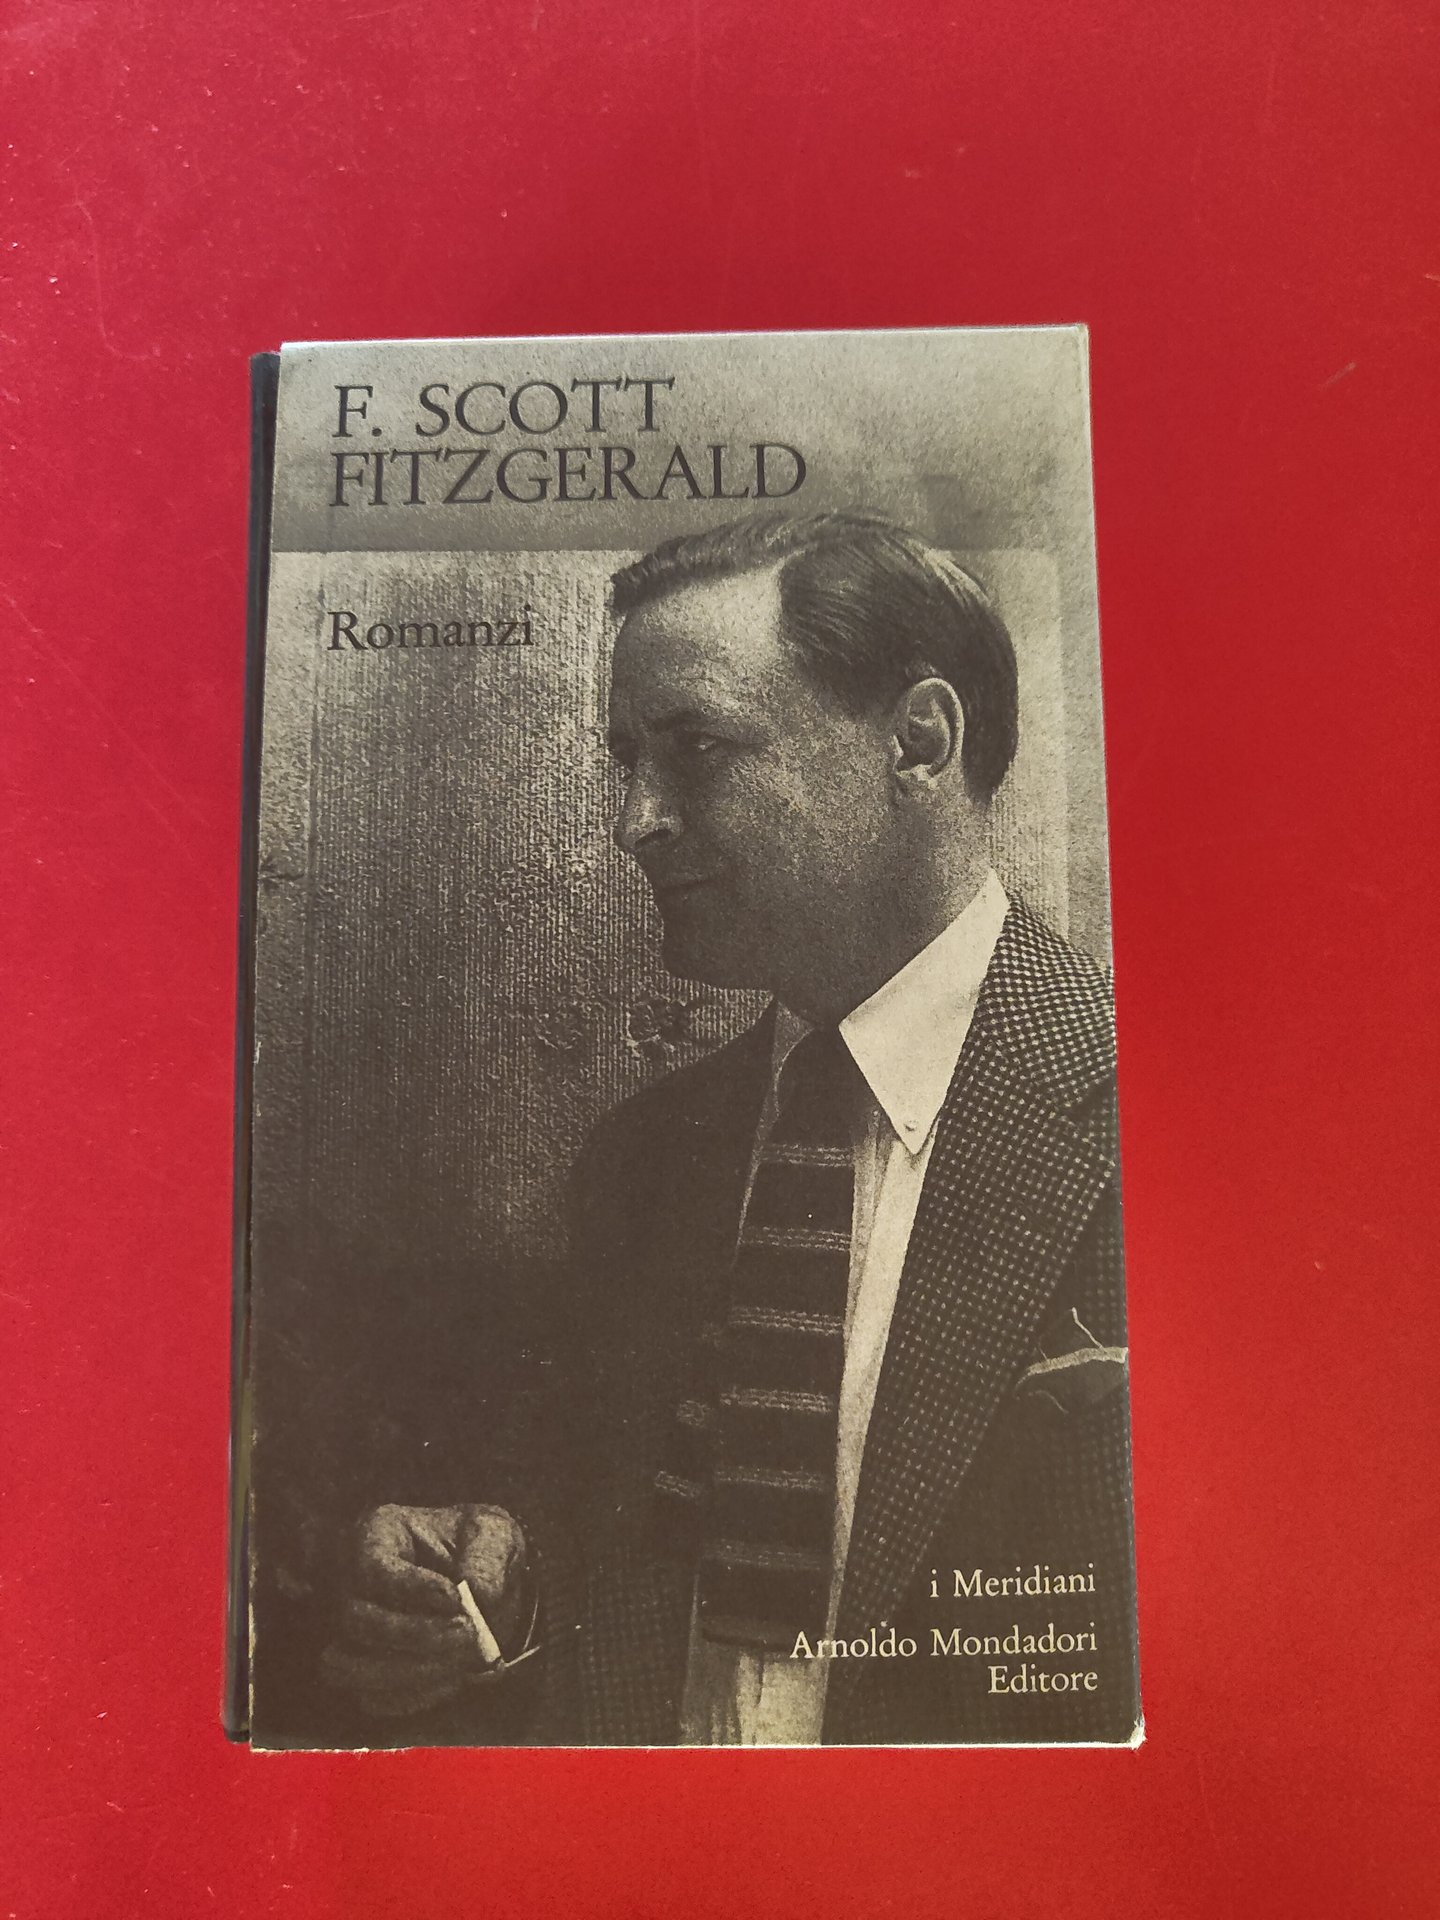 F. SCOTT
FITZGERALD
Romanzi
i Meridiani
Arnoldo Mondadori
Editore